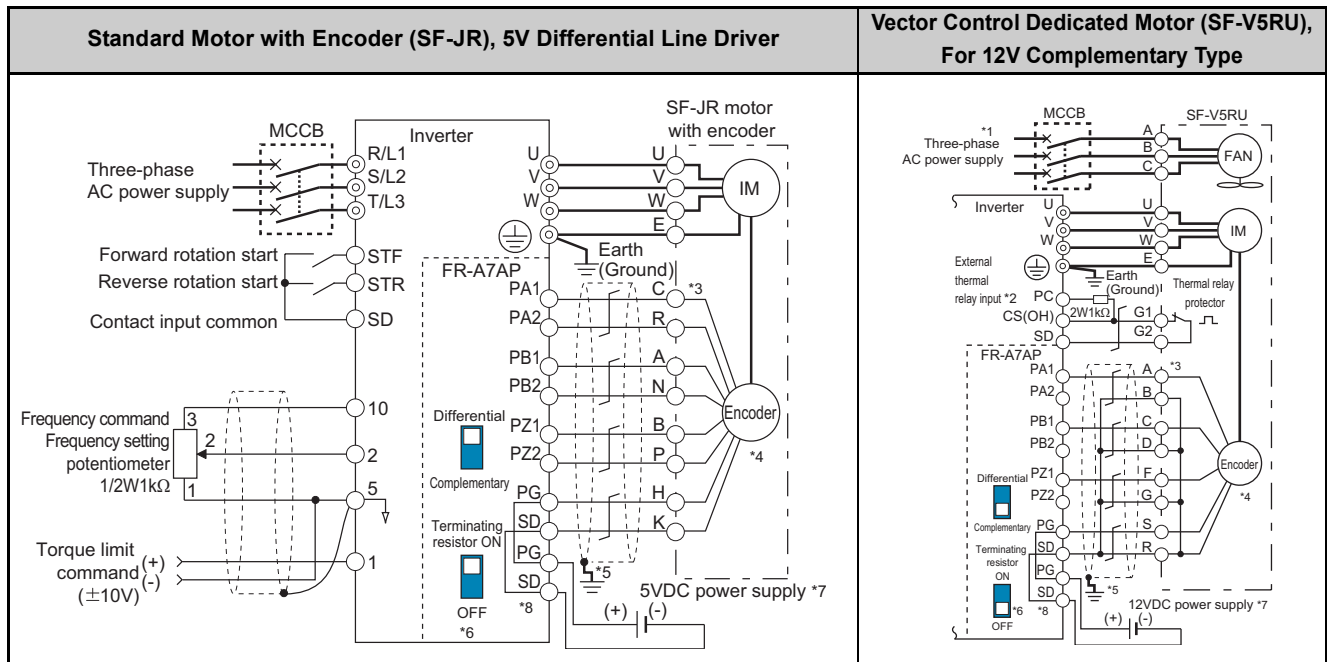 Standard Motor with Encoder (SF-JR), 5V Differential Line Driver
Vector Control Dedicated Motor (SF-V5RU),
For 12V Complementary Type
MCCB
Inverter
SF-JR motor
with encoder
Three-phase
AC power supply
R/L1
S/L2
T/L3
U
V
W
U
V
W
E
IM
Earth
(Ground)
Forward rotation start
Reverse rotation start
Contact input common
STF
STR
SD
FR-A7AP
PA1
PA2
PB1
PB2
PZ1
PZ2
PG
SD
PG
SD
C
R
A
N
B
P
H
K
*3
Encoder
*4
Differential
Complementary
Terminating
resistor ON
OFF
*6
*8
*5
5VDC power supply *7
(+)
(-)
Frequency command
Frequency setting
potentiometer
1/2W1kΩ
3
2
1
10
2
5
1
Torque limit
command
(±10V)
(+)
(-)
MCCB
SF-V5RU
*1
Three-phase
AC power supply
A
B
C
FAN
Inverter
U
V
W
U
V
W
E
IM
External
thermal
relay input *2
Earth
(Ground)
Thermal relay
protector
PC
CS(OH)
SD
2W1kΩ
G1
G2
FR-A7AP
PA1
PA2
PB1
PB2
PZ1
PZ2
PG
SD
PG
SD
A
B
C
D
F
G
S
R
*3
Encoder
*4
Differential
Complementary
Terminating
resistor
ON
OFF
*6
*8
*5
12VDC power supply *7
(+)
(-)